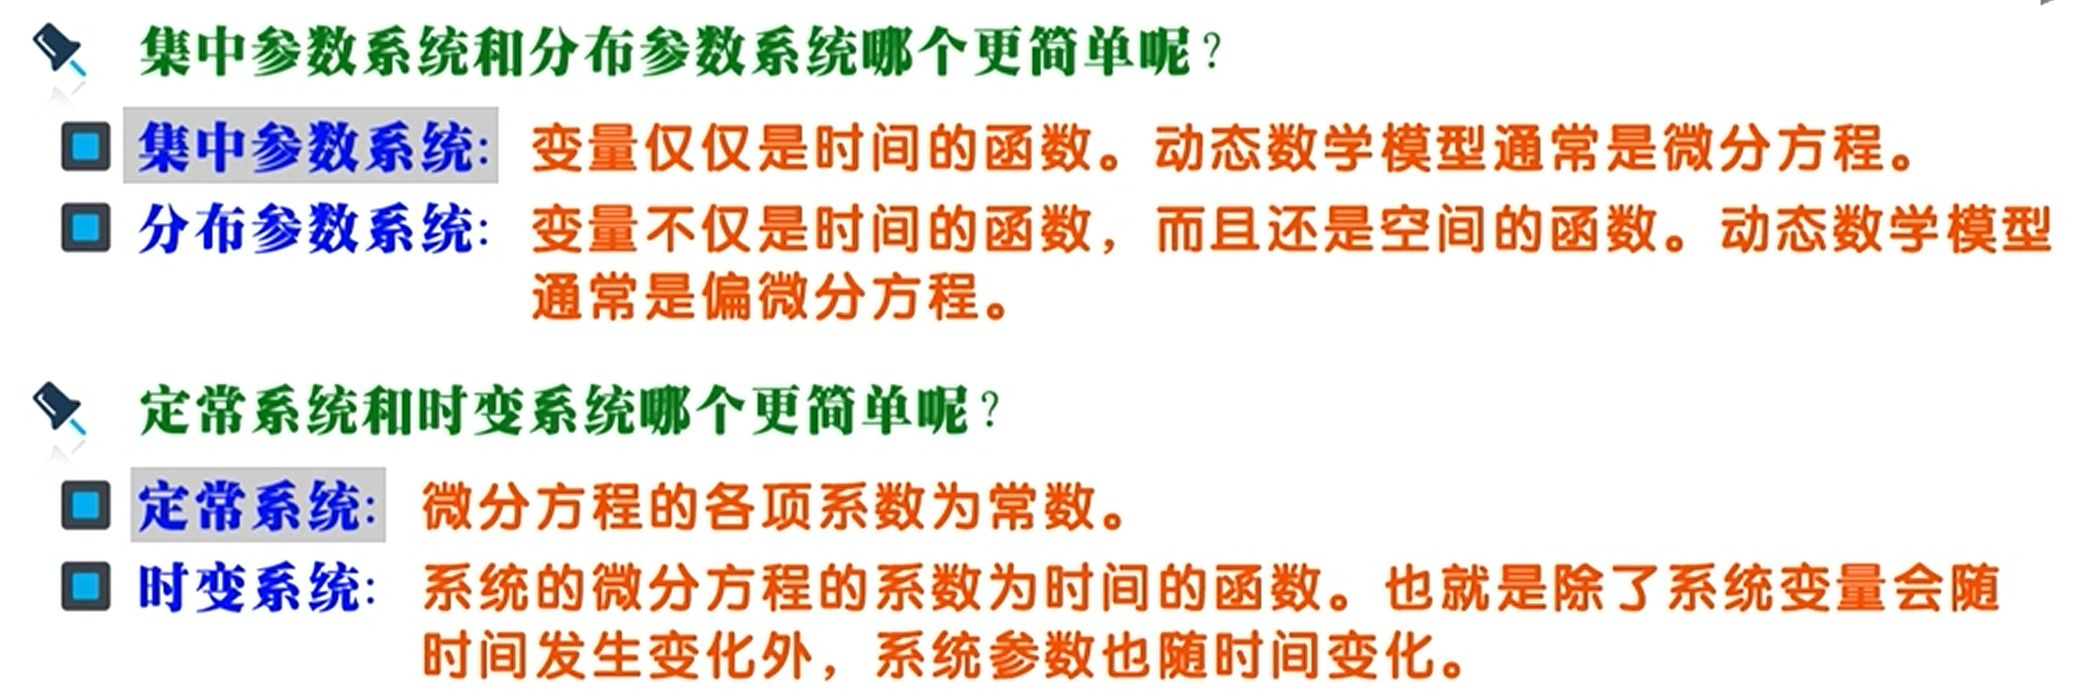 集中参数系统和分布参数系统哪个更简单呢？
集中参数系统: 变量仅仅是时间的函数。动态数学模型通常是微分方程。
分布参数系统: 变量不仅是时间的函数，而且还是空间的函数。动态数学模型
通常是偏微分方程。
定常系统和时变系统哪个更简单呢？
定常系统: 微分方程的各项系数为常数。
时变系统: 系统的微分方程的系数为时间的函数。也就是除了系统变量会随
时间发生变化外，系统参数也随时间变化。